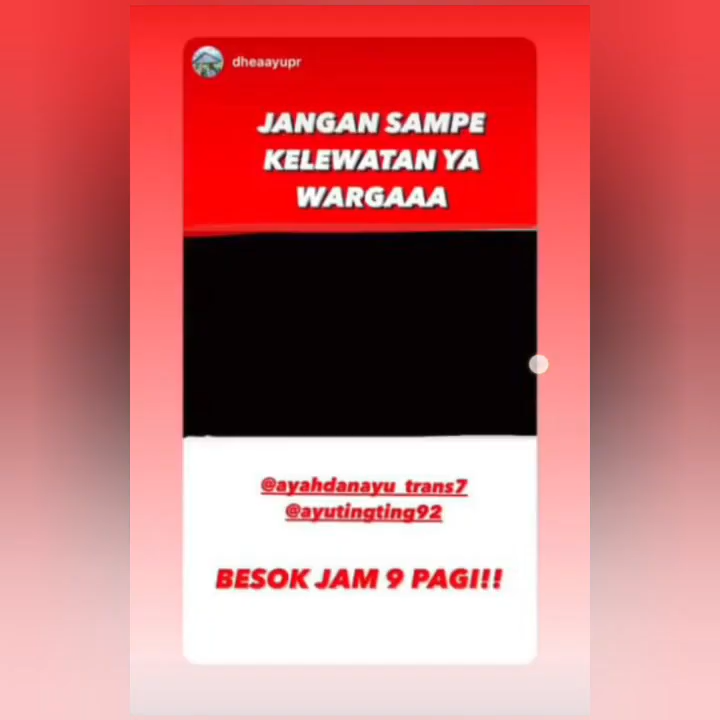 dheaayupr
JANGAN SAMPE
KELEWATAN YA
WARGAAA
@ayahdanayu_trans7
@ayutingting92
BESOK JAM 9 PAGI!!